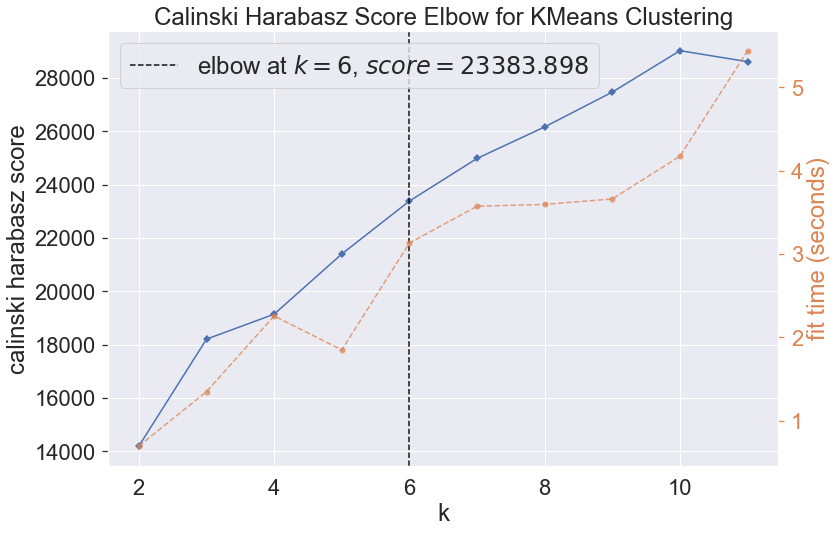 Calinski Harabasz Score Elbow for KMeans Clustering
elbow at k = 6, score = 23383.898
calinski harabasz score
28000
26000
24000
22000
20000
18000
16000
14000
5
4
3
2
1
fit time (seconds)
2 4 6 8 10
k